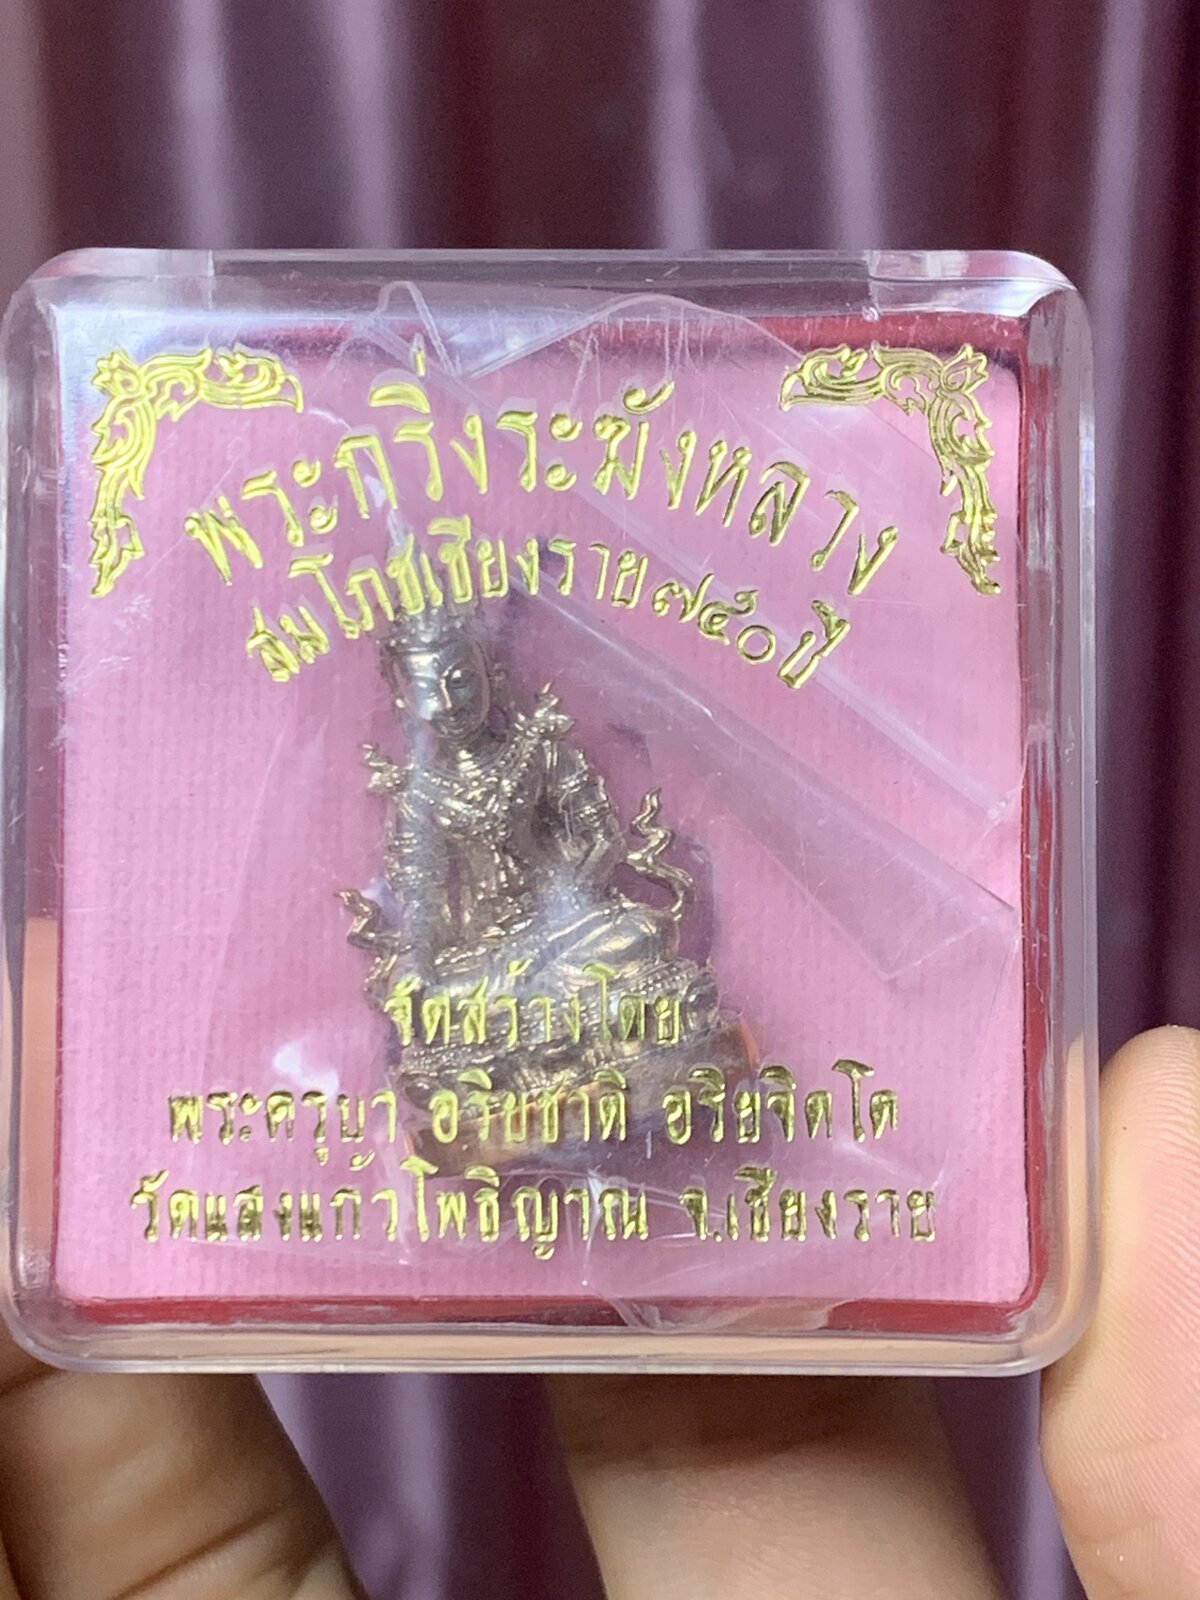 พระกริ่งระฆังหลวง
สมโภชเชียงราย ๗๕๐ ปี
จัดสร้างโดย
พระครูบา อริยชาติ อริยจิตโต
วัดแสงแก้วโพธิญาณ จ.เชียงราย